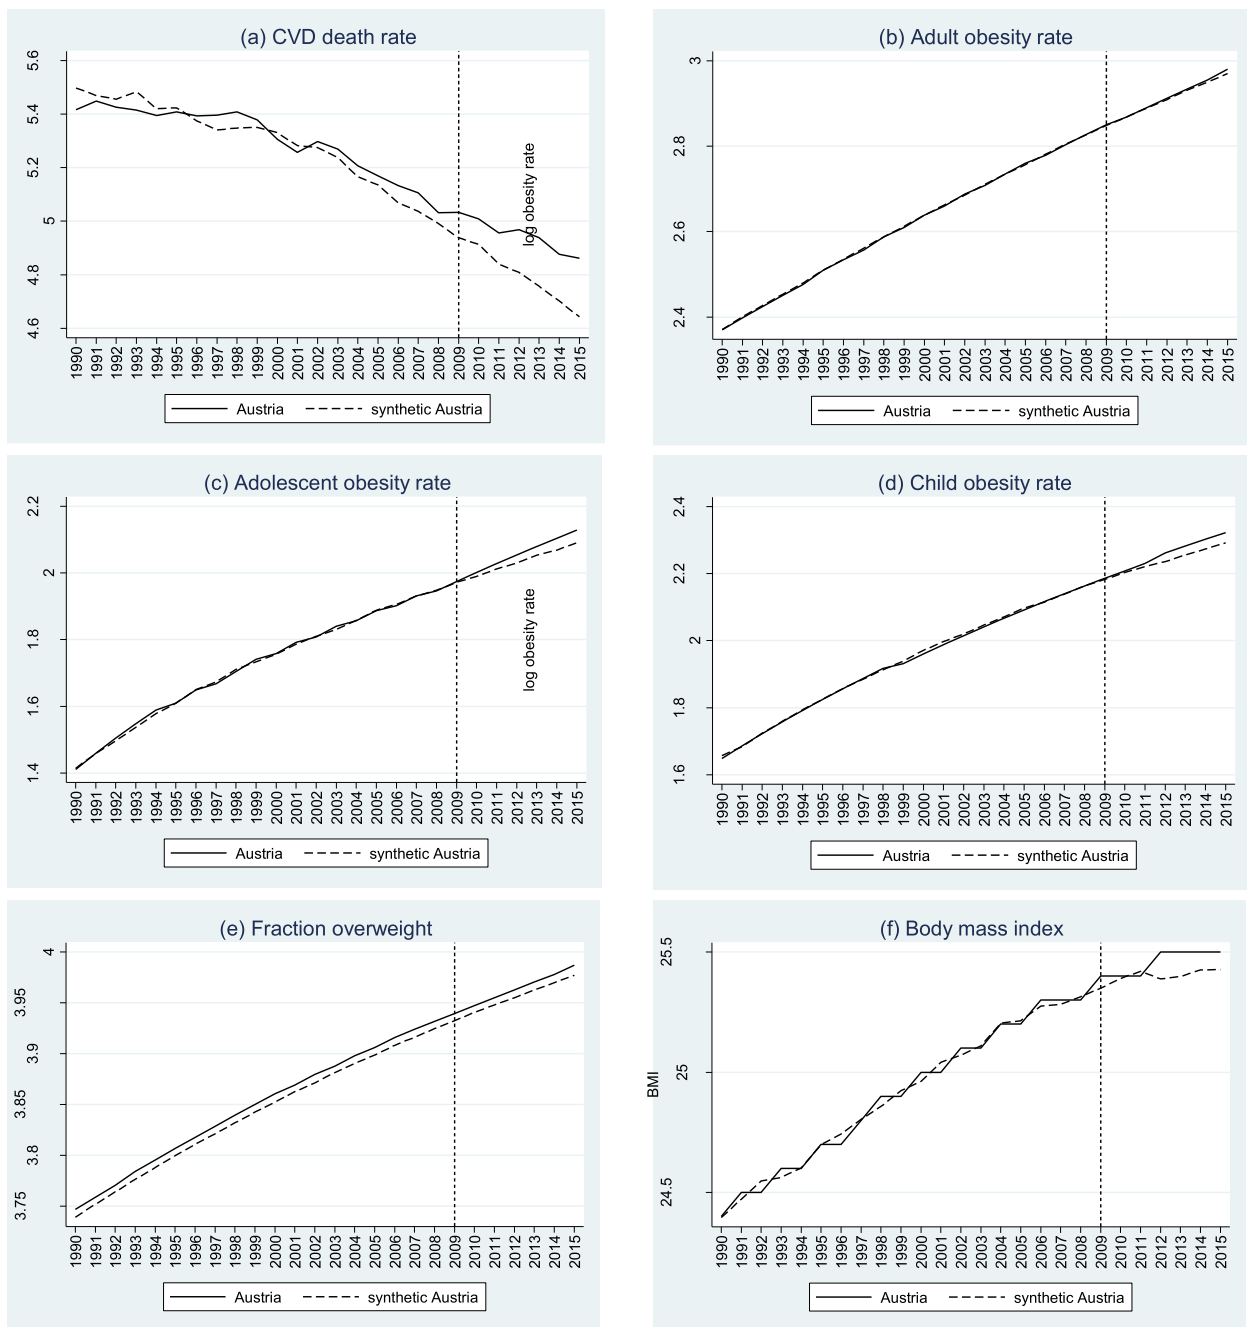 (a) CVD death rate
5.6
5.4
5.2
5
4.8
4.6
log obesity rate
1990 1991 1992 1993 1994 1995 1996 1997 1998 1999 2000 2001 2002 2003 2004 2005 2006 2007 2008 2009 2010 2011 2012 2013 2014 2015
Austria synthetic Austria
(b) Adult obesity rate
3
2.8
2.6
2.4
1990 1991 1992 1993 1994 1995 1996 1997 1998 1999 2000 2001 2002 2003 2004 2005 2006 2007 2008 2009 2010 2011 2012 2013 2014 2015
Austria synthetic Austria
(c) Adolescent obesity rate
2.2
2
1.8
1.6
1.4
log obesity rate
1990 1991 1992 1993 1994 1995 1996 1997 1998 1999 2000 2001 2002 2003 2004 2005 2006 2007 2008 2009 2010 2011 2012 2013 2014 2015
Austria synthetic Austria
(d) Child obesity rate
2.4
2.2
2
1.8
1.6
1990 1991 1992 1993 1994 1995 1996 1997 1998 1999 2000 2001 2002 2003 2004 2005 2006 2007 2008 2009 2010 2011 2012 2013 2014 2015
Austria synthetic Austria
(e) Fraction overweight
4
3.95
3.9
3.85
3.8
3.75
1990 1991 1992 1993 1994 1995 1996 1997 1998 1999 2000 2001 2002 2003 2004 2005 2006 2007 2008 2009 2010 2011 2012 2013 2014 2015
Austria synthetic Austria
(f) Body mass index
BMI
25.5
25
24.5
1990 1991 1992 1993 1994 1995 1996 1997 1998 1999 2000 2001 2002 2003 2004 2005 2006 2007 2008 2009 2010 2011 2012 2013 2014 2015
Austria synthetic Austria